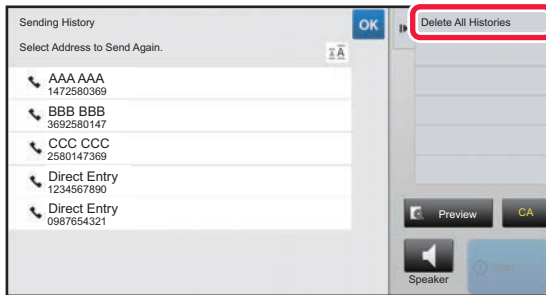 Sending History
OK
Delete All Histories
Select Address to Send Again.
AAA AAA
1472580369
BBB BBB
3692580147
CCC CCC
2580147369
Direct Entry
1234567890
Direct Entry
0987654321
Preview
CA
Speaker
Start